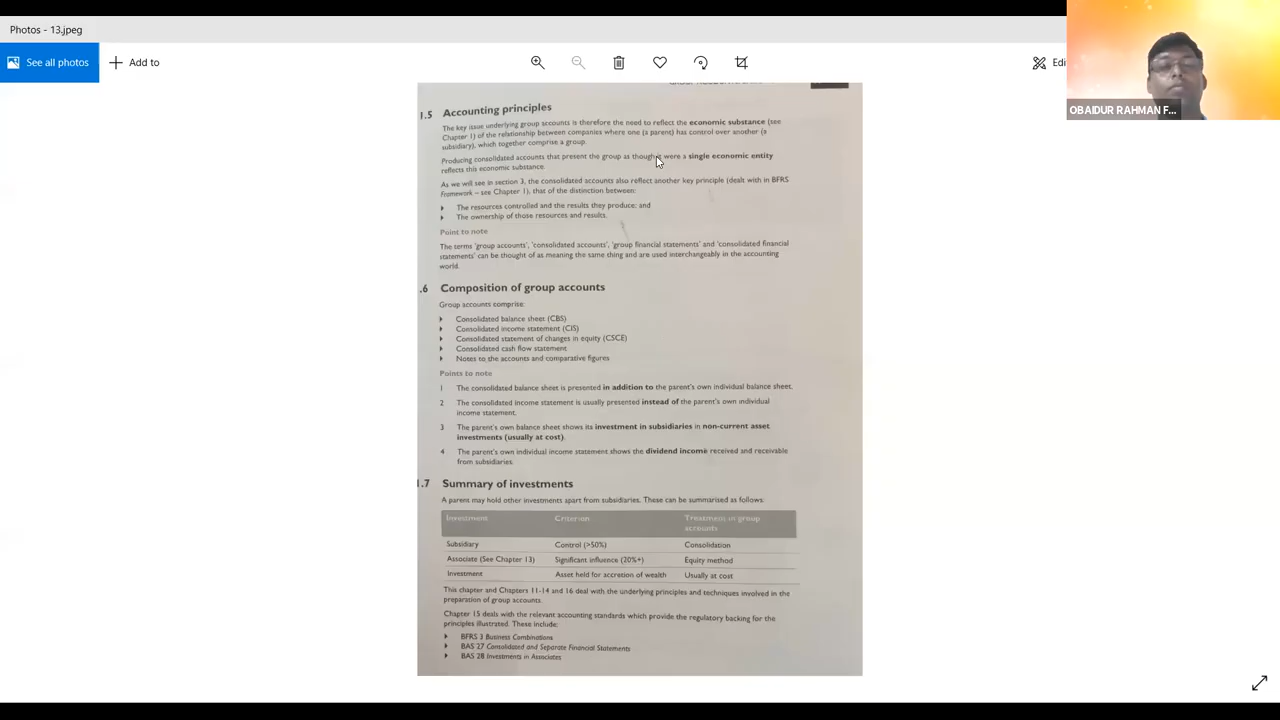 Photos - 13.jpeg
See all photos
Add to
OBAIDUR RAHMAN F...
1.5 Accounting principles
The key issue underlying group accounts is therefore the need to reflect the economic substance (see
Chapter 1) of the relationship between companies where one (a parent) has control over another (a
subsidiary), which together comprise a group.
Producing consolidated accounts that present the group as though it were a single economic entity
reflects this economic substance.
As we will see in section 3, the consolidated accounts also reflect another key principle (dealt with in BFRS
Framework – see Chapter 1), that of the distinction between:
The resources controlled and the results they produce; and
The ownership of those resources and results.
Point to note
The terms 'group accounts', 'consolidated accounts', 'group financial statements' and 'consolidated financial
statements' can be thought of as meaning the same thing and are used interchangeably in the accounting
world.
.6 Composition of group accounts
Group accounts comprise:
Consolidated balance sheet (CBS)
Consolidated income statement (CIS)
Consolidated statement of changes in equity (CSCE)
Consolidated cash flow statement
Notes to the accounts and comparative figures
Points to note
1 The consolidated balance sheet is presented in addition to the parent's own individual balance sheet.
2 The consolidated income statement is usually presented instead of the parent's own individual
income statement.
3 The parent's own balance sheet shows its investment in subsidiaries in non-current asset
investments (usually at cost).
4 The parent's own individual income statement shows the dividend income received and receivable
from subsidiaries.
1.7 Summary of investments
A parent may hold other investments apart from subsidiaries. These can be summarised as follows:
Investment Criterion Treatment in group
accounts
Subsidiary Control (>50%) Consolidation
Associate (See Chapter 13) Significant influence (20%+) Equity method
Investment Asset held for accretion of wealth Usually at cost
This chapter and Chapters 11-14 and 16 deal with the underlying principles and techniques involved in the
preparation of group accounts.
Chapter 15 deals with the relevant accounting standards which provide the regulatory backing for the
principles illustrated. These include:
BFRS 3 Business Combinations
BAS 27 Consolidated and Separate Financial Statements
BAS 28 Investments in Associates